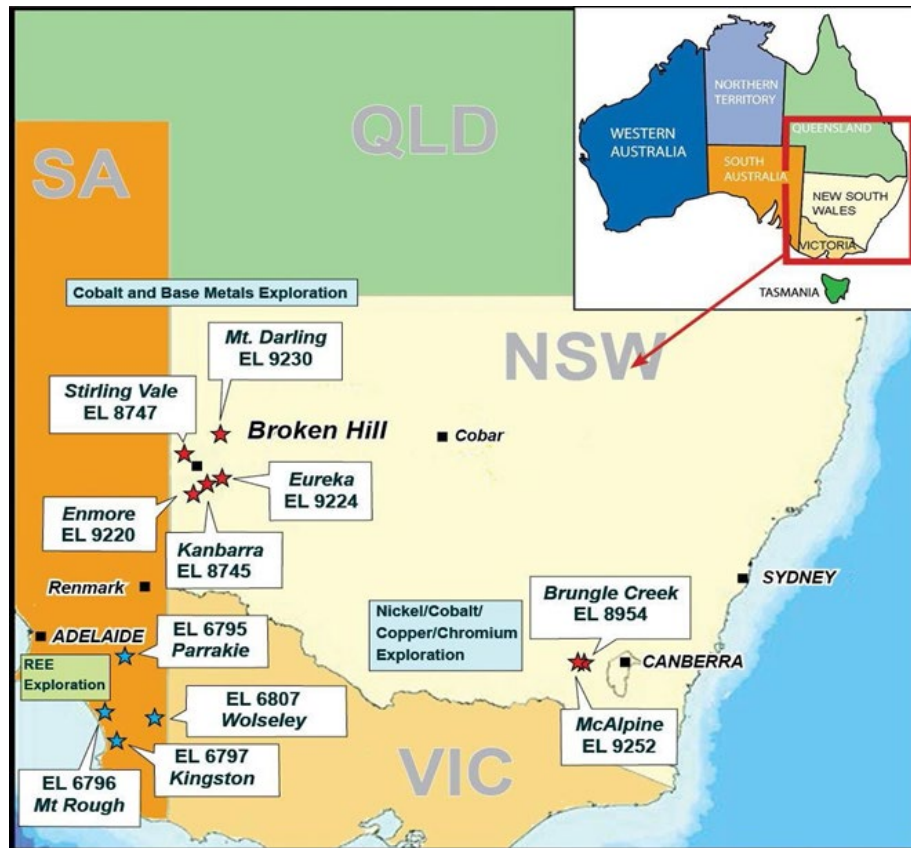 QLD
SA
NORTHERN
TERRITORY
WESTERN
AUSTRALIA
QUEENSLAND
SOUTH
AUSTRALIA
NEW SOUTH
WALES
VICTORIA
TASMANIA
Cobalt and Base Metals Exploration
NSW
Mt. Darling
EL 9230
Stirling Vale
EL 8747
Broken Hill
Cobar
Eureka
EL 9224
Enmore
EL 9220
Kanbarra
EL 8745
Renmark
SYDNEY
Brungle Creek
EL 8954
Nickel/Cobalt/
Copper/Chromium
Exploration
ADELAIDE
EL 6795
Parrakie
REE
Exploration
CANBERRA
EL 6807
Wolseley
McAlpine
EL 9252
EL 6797
Kingston
VIC
EL 6796
Mt Rough